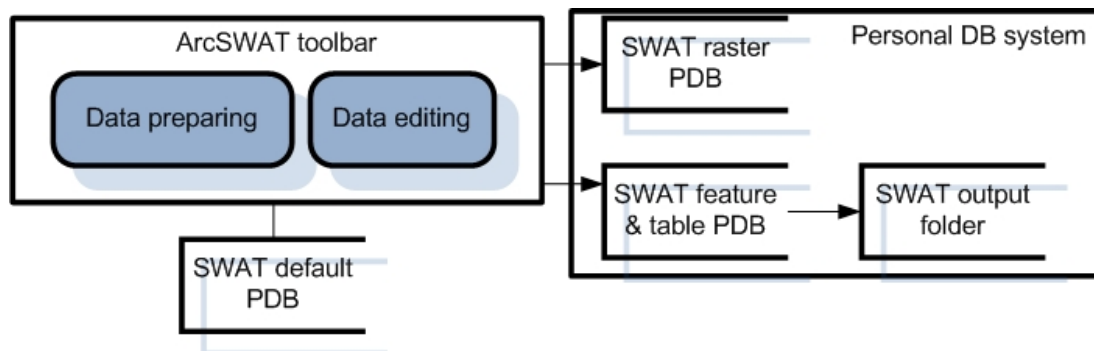 ArcSWAT toolbar
Data preparing
Data editing
SWAT default
PDB
Personal DB system
SWAT raster
PDB
SWAT feature
& table PDB
SWAT output
folder